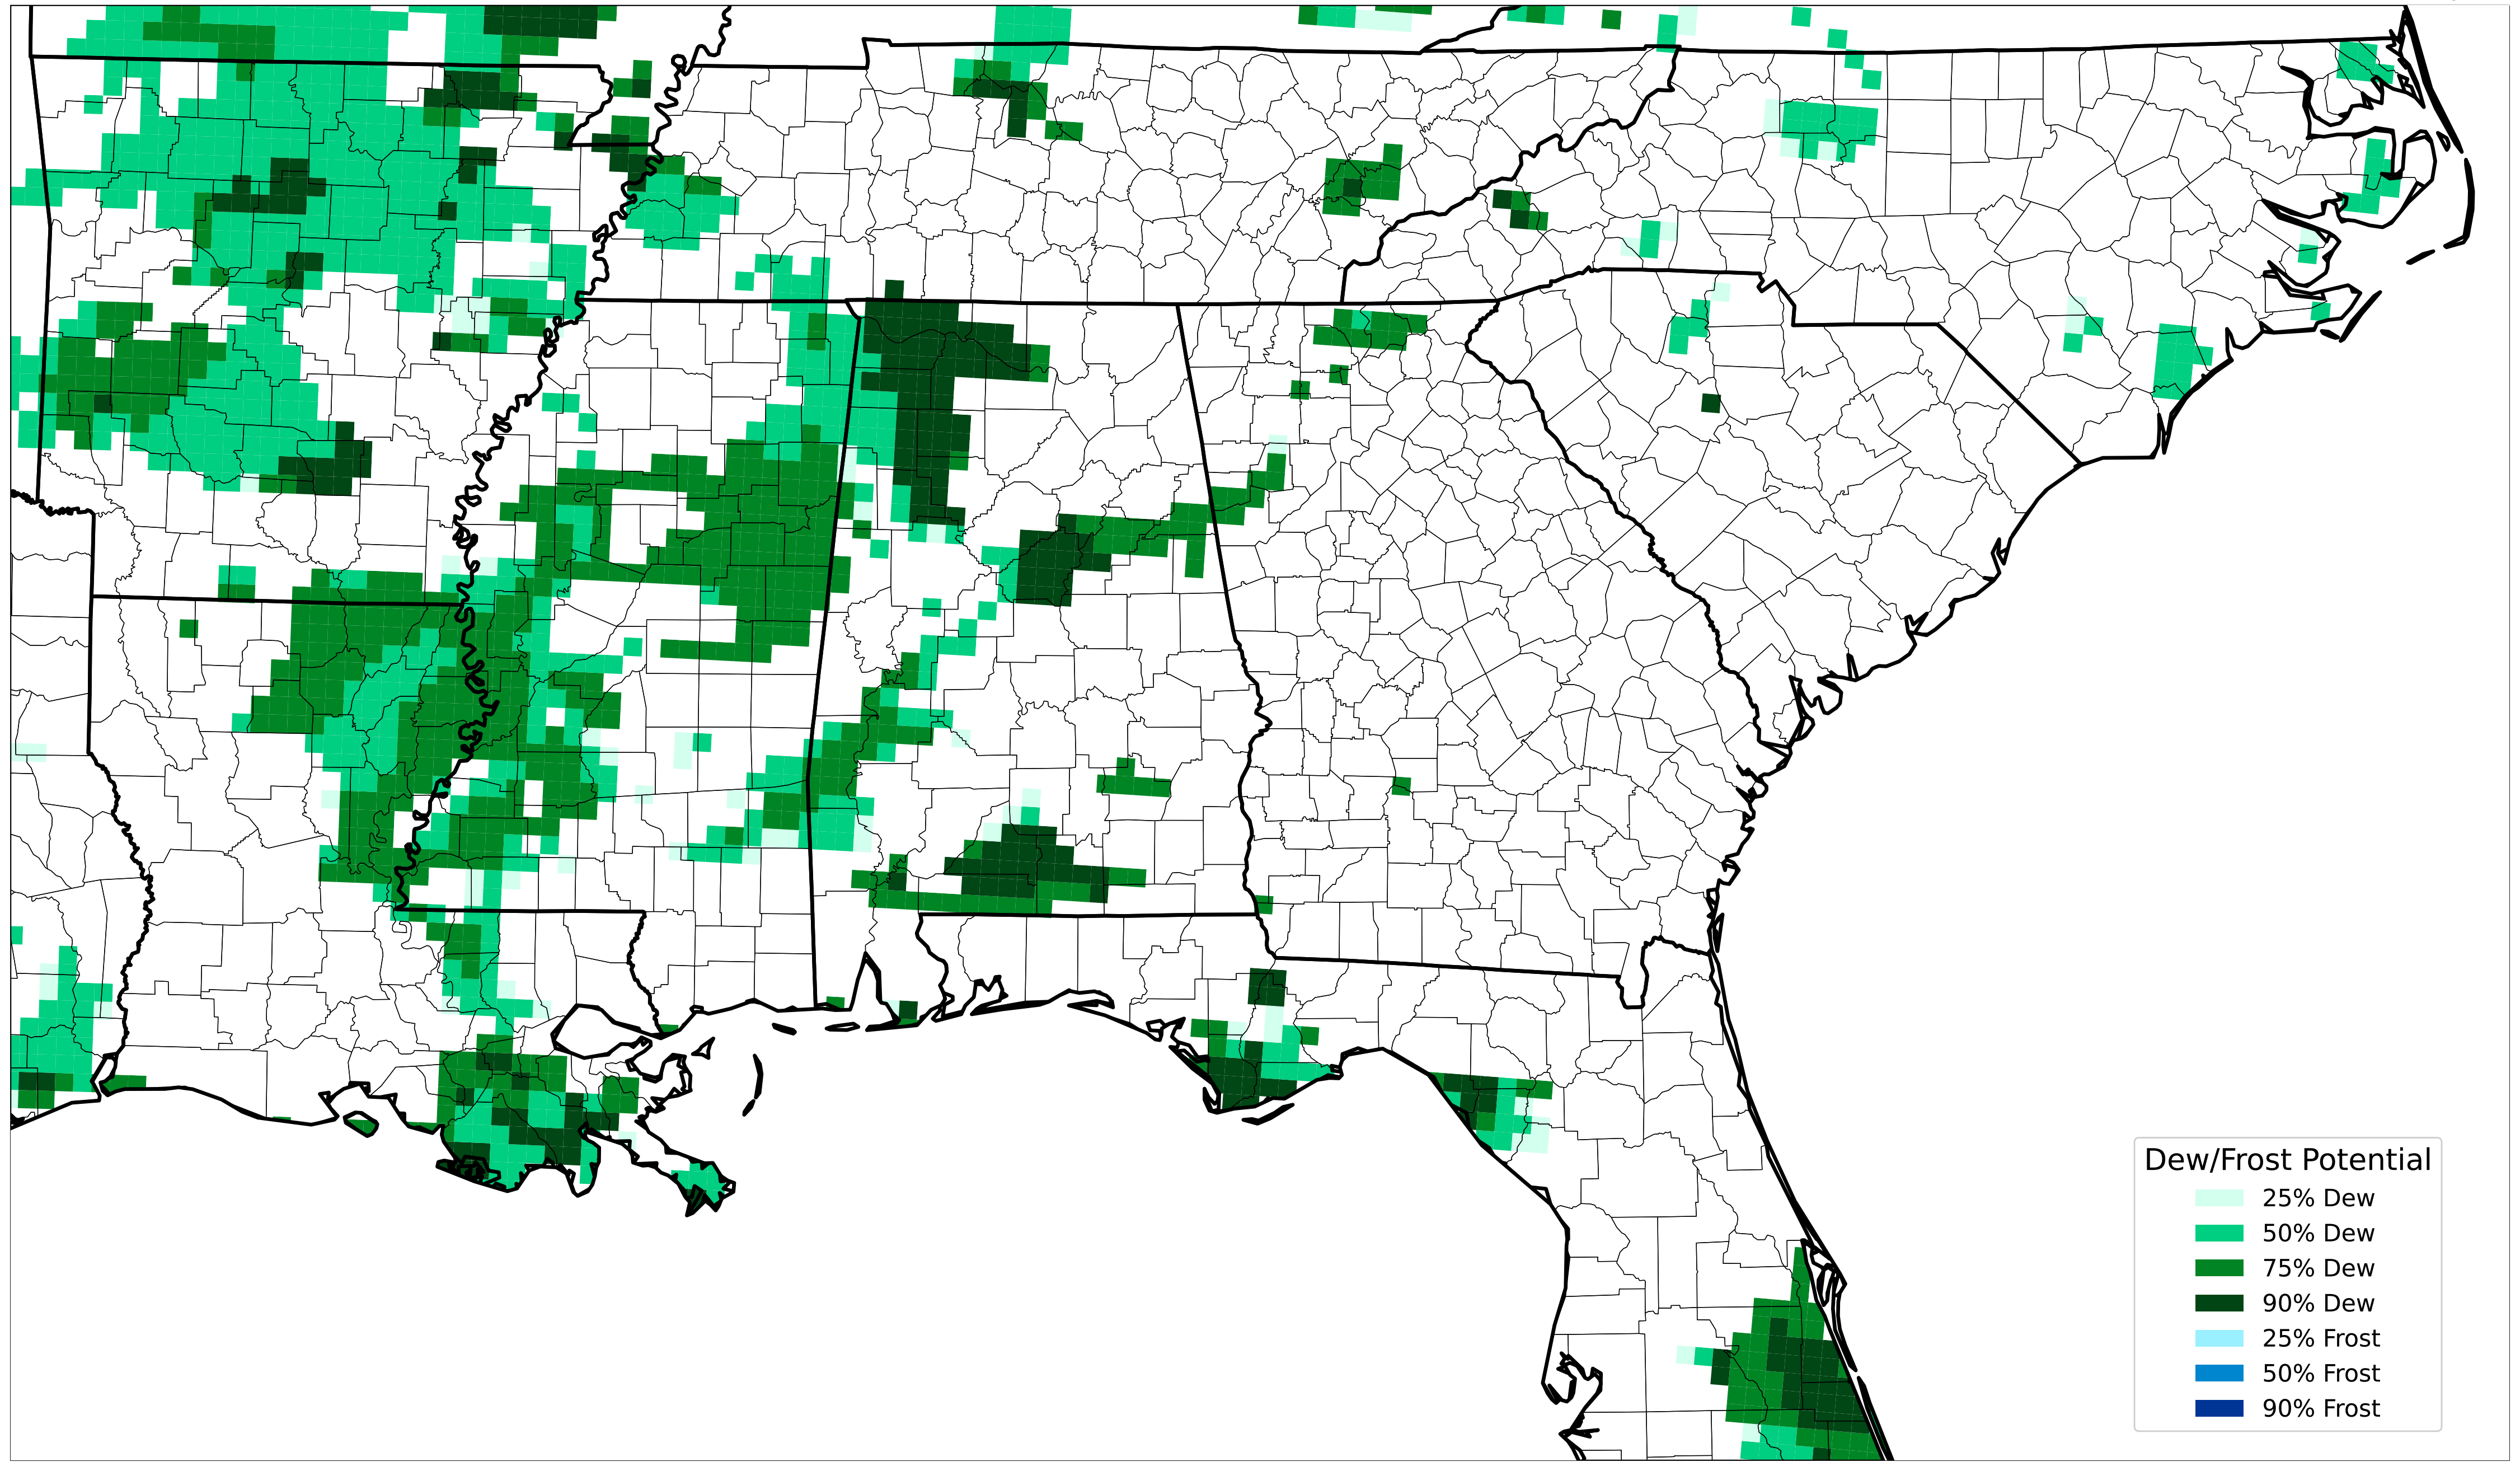 Dew/Frost Potential
25% Dew
50% Dew
75% Dew
90% Dew
25% Frost
50% Frost
90% Frost